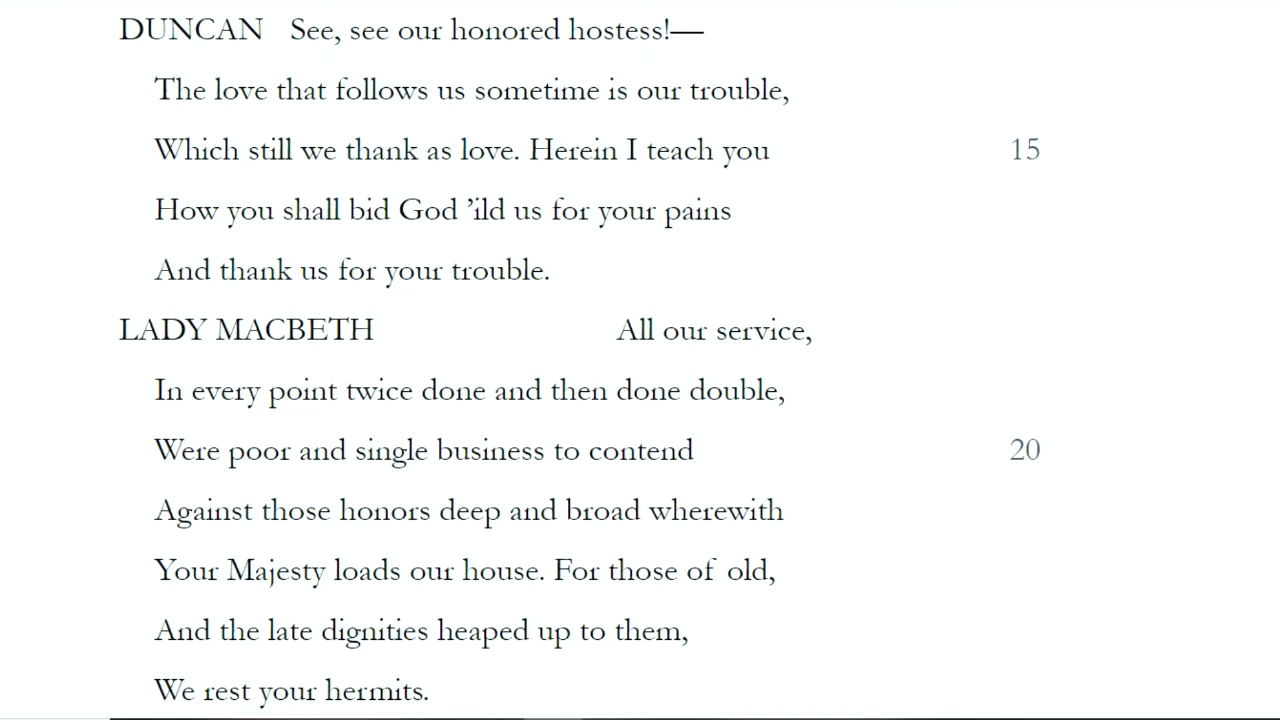 DUNCAN See, see our honored hostess!—
The love that follows us sometime is our trouble,
Which still we thank as love. Herein I teach you 15
How you shall bid God ’ild us for your pains
And thank us for your trouble.
LADY MACBETH All our service,
In every point twice done and then done double,
Were poor and single business to contend 20
Against those honors deep and broad wherewith
Your Majesty loads our house. For those of old,
And the late dignities heaped up to them,
We rest your hermits.